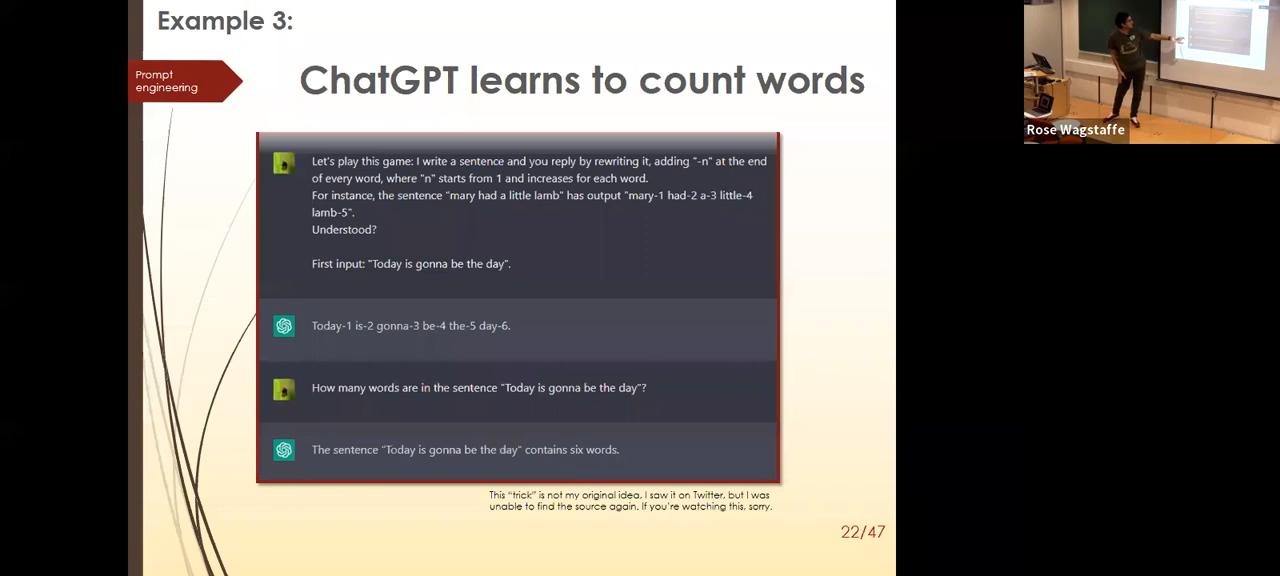 Example 3:
Prompt
engineering
ChatGPT learns to count words
Let's play this game: I write a sentence and you reply by rewriting it, adding "-n" at the end
of every word, where "n" starts from 1 and increases for each word.
For instance, the sentence "mary had a little lamb" has output "mary-1 had-2 a-3 little-4
lamb-5".
Understood?
First input: "Today is gonna be the day".
Today-1 is-2 gonna-3 be-4 the-5 day-6.
How many words are in the sentence "Today is gonna be the day"?
The sentence "Today is gonna be the day" contains six words.
This "trick" is not my original idea, I saw it on Twitter, but I was
unable to find the source again. If you're watching this, sorry.
22/47
Rose Wagstaffe